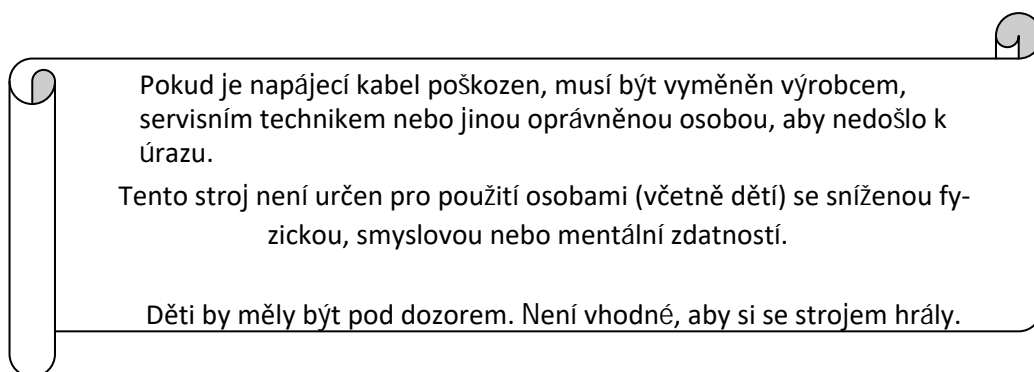 Pokud je napájecí kabel poškozen, musí být vyměněn výrobcem,
servisním technikem nebo jinou oprávněnou osobou, aby nedošlo k
úrazu.
Tento stroj není určen pro použití osobami (včetně dětí) se sníženou fy-
zickou, smyslovou nebo mentální zdatností.
Děti by měly být pod dozorem. Není vhodné, aby si se strojem hrály.